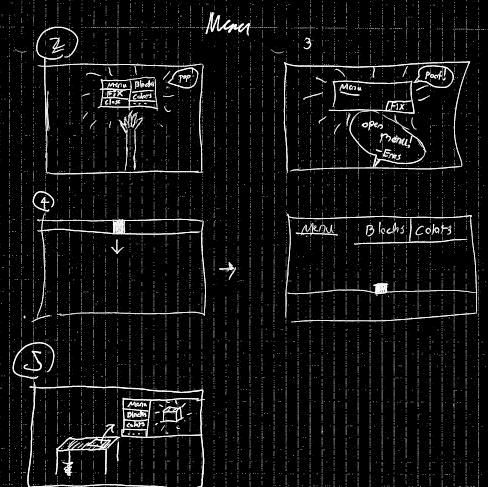 Menu
2
3
Menu
Blocks
Pop!
FIX
Colors
Close
...
Menu
Poof!
FIX
open
menu!
-Eres
4
Menu
Blocks
Colors
5
Menu
Blocks
Colors
...